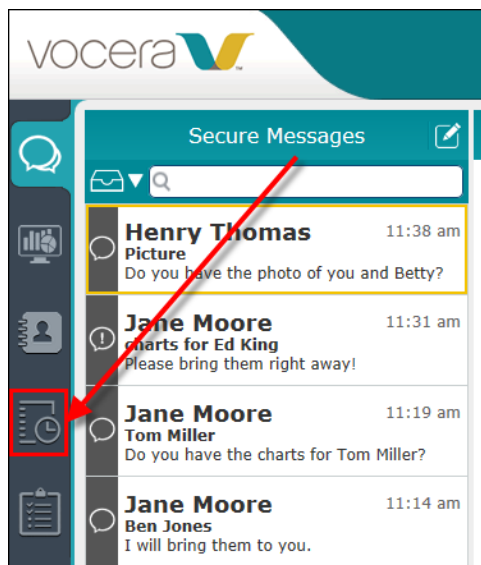 vocera
Secure Messages
Henry Thomas 11:38 am
Picture
Do you have the photo of you and Betty?
Jane Moore 11:31 am
charts for Ed King
Please bring them right away!
Jane Moore 11:19 am
Tom Miller
Do you have the charts for Tom Miller?
Jane Moore 11:14 am
Ben Jones
I will bring them to you.